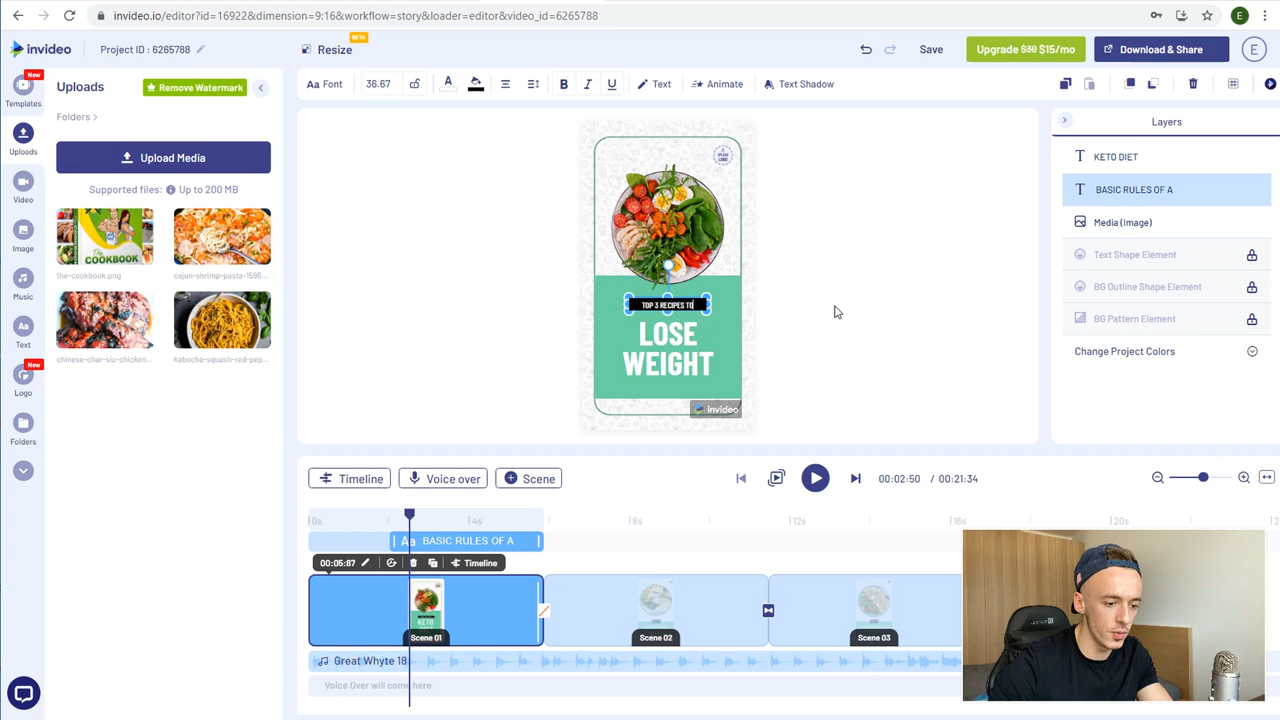 invideo.io/editor?id=16922&dimension=9:16&workflow=story&loader=editor&video_id=6265788
E
invideo
Project ID : 6265788
Resize
BETA
Save
Upgrade $30 $15/mo
Download & Share
E
New
Templates
Uploads
Video
Image
Music
Text
New
Logo
Folders
Uploads
Remove Watermark
Folders >
Upload Media
Supported files: Up to 200 MB
the-cookbook.png
cajun-shrimp-pasta-1595...
chinese-char-siu-chicken...
kabocha-squash-red-pep...
Aa Font
36.67
A
B
I
U
Text
Animate
Text Shadow
UPLOAD
LOGO
TOP 3 RECIPES TO
LOSE
WEIGHT
invideo
Layers
T KETO DIET
T BASIC RULES OF A
Media (Image)
Text Shape Element
BG Outline Shape Element
BG Pattern Element
Change Project Colors
Timeline
Voice over
Scene
00:02:50 / 00:21:34
0s
4s
8s
12s
16s
20s
2
Aa BASIC RULES OF A
00:05:87
Timeline
KETO
DIET
Scene 01
Scene 02
Scene 03
Great Whyte 18
Voice Over will come here